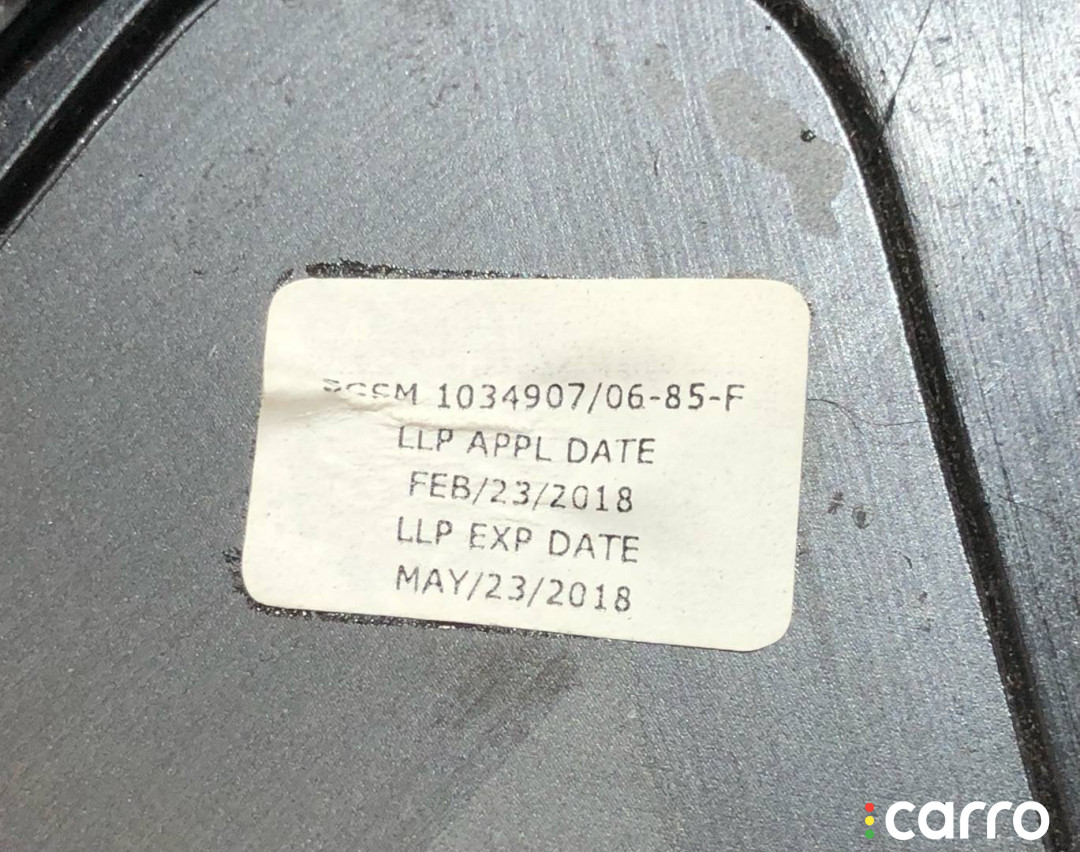 1034907/06-85-F
LLP APPL DATE
FEB/23/2018
LLP EXP DATE
MAY/23/2018
carro